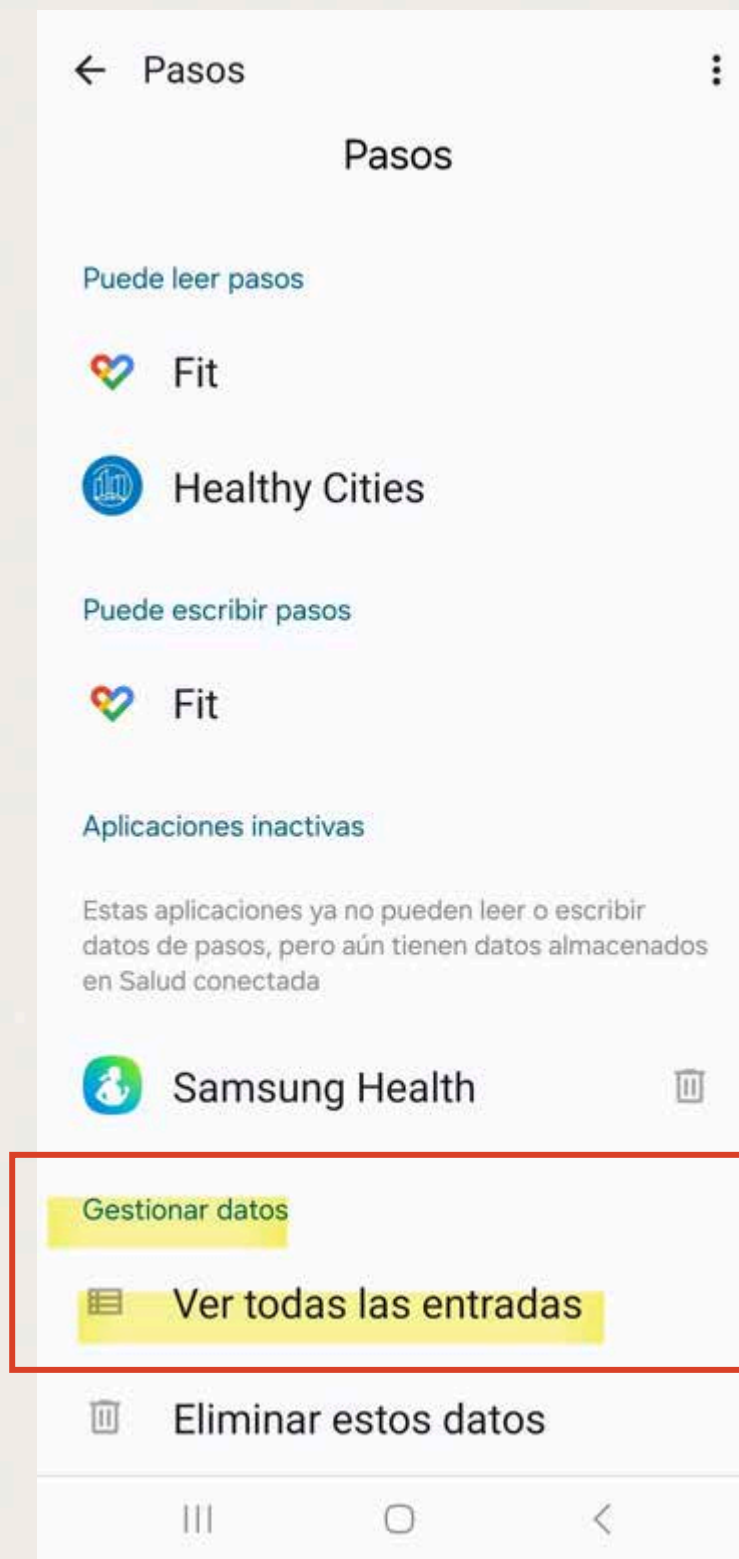 Pasos
Pasos
Puede leer pasos
Fit
Healthy Cities
Puede escribir pasos
Fit
Aplicaciones inactivas
Estas aplicaciones ya no pueden leer o escribir
datos de pasos, pero aún tienen datos almacenados
en Salud conectada
Samsung Health
Gestionar datos
Ver todas las entradas
Eliminar estos datos